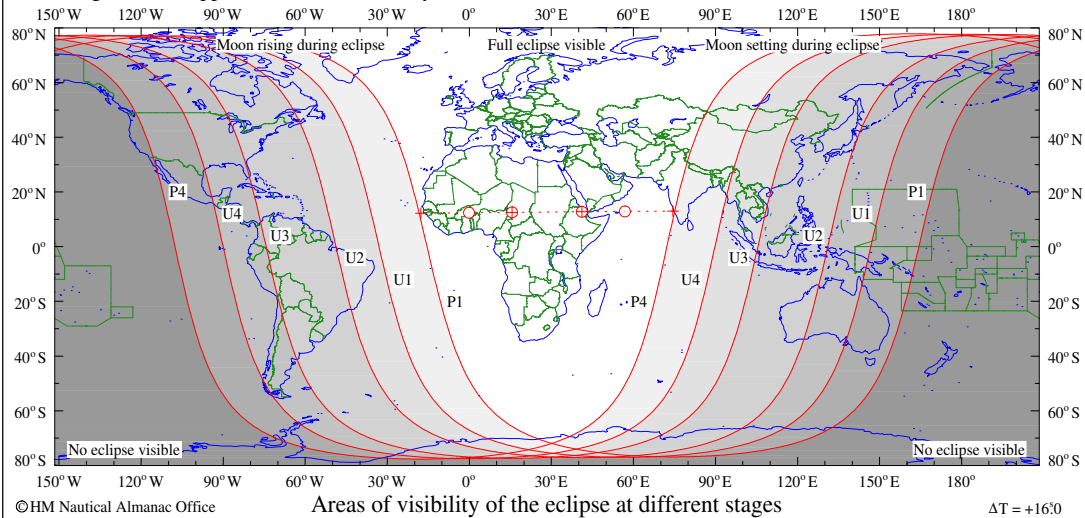 150°W 120°W 90°W 60°W 30°W 0° 30°E 60°E 90°E 120°E 150°E 180°
80°N Moon rising during eclipse Full eclipse visible Moon setting during eclipse 80°N
60°N 60°N
40°N 40°N
20°N P4 P1 20°N
U4 U1
U3 U2
0° 0°
U2 U3
U1 U4
20°S P1 P4 20°S
40°S 40°S
60°S 60°S
No eclipse visible No eclipse visible
80°S 80°S
150°W 120°W 90°W 60°W 30°W 0° 30°E 60°E 90°E 120°E 150°E 180°
©HM Nautical Almanac Office Areas of visibility of the eclipse at different stages ΔT = +16ˢ.0